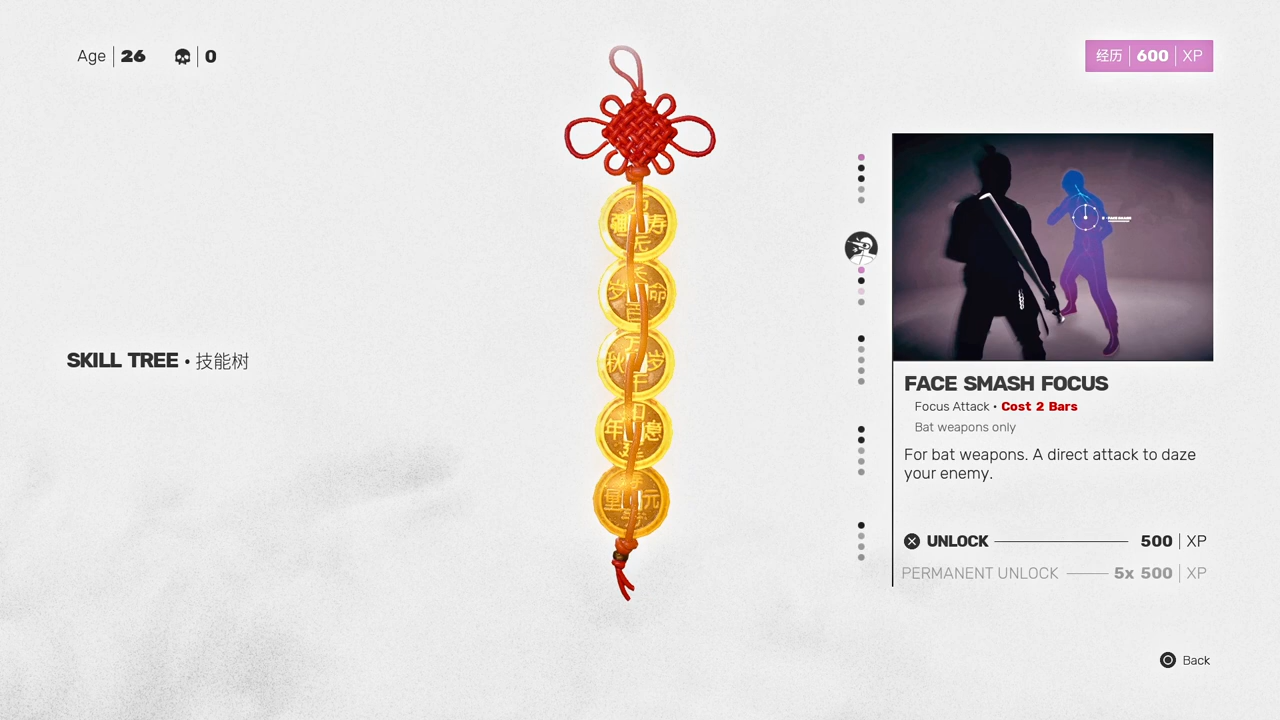 Age 26 0
经历 600 XP
SKILL TREE • 技能树
FACE SMASH FOCUS
Focus Attack • Cost 2 Bars
Bat weapons only
For bat weapons. A direct attack to daze
your enemy.
UNLOCK 500 XP
PERMANENT UNLOCK 5x 500 XP
Back